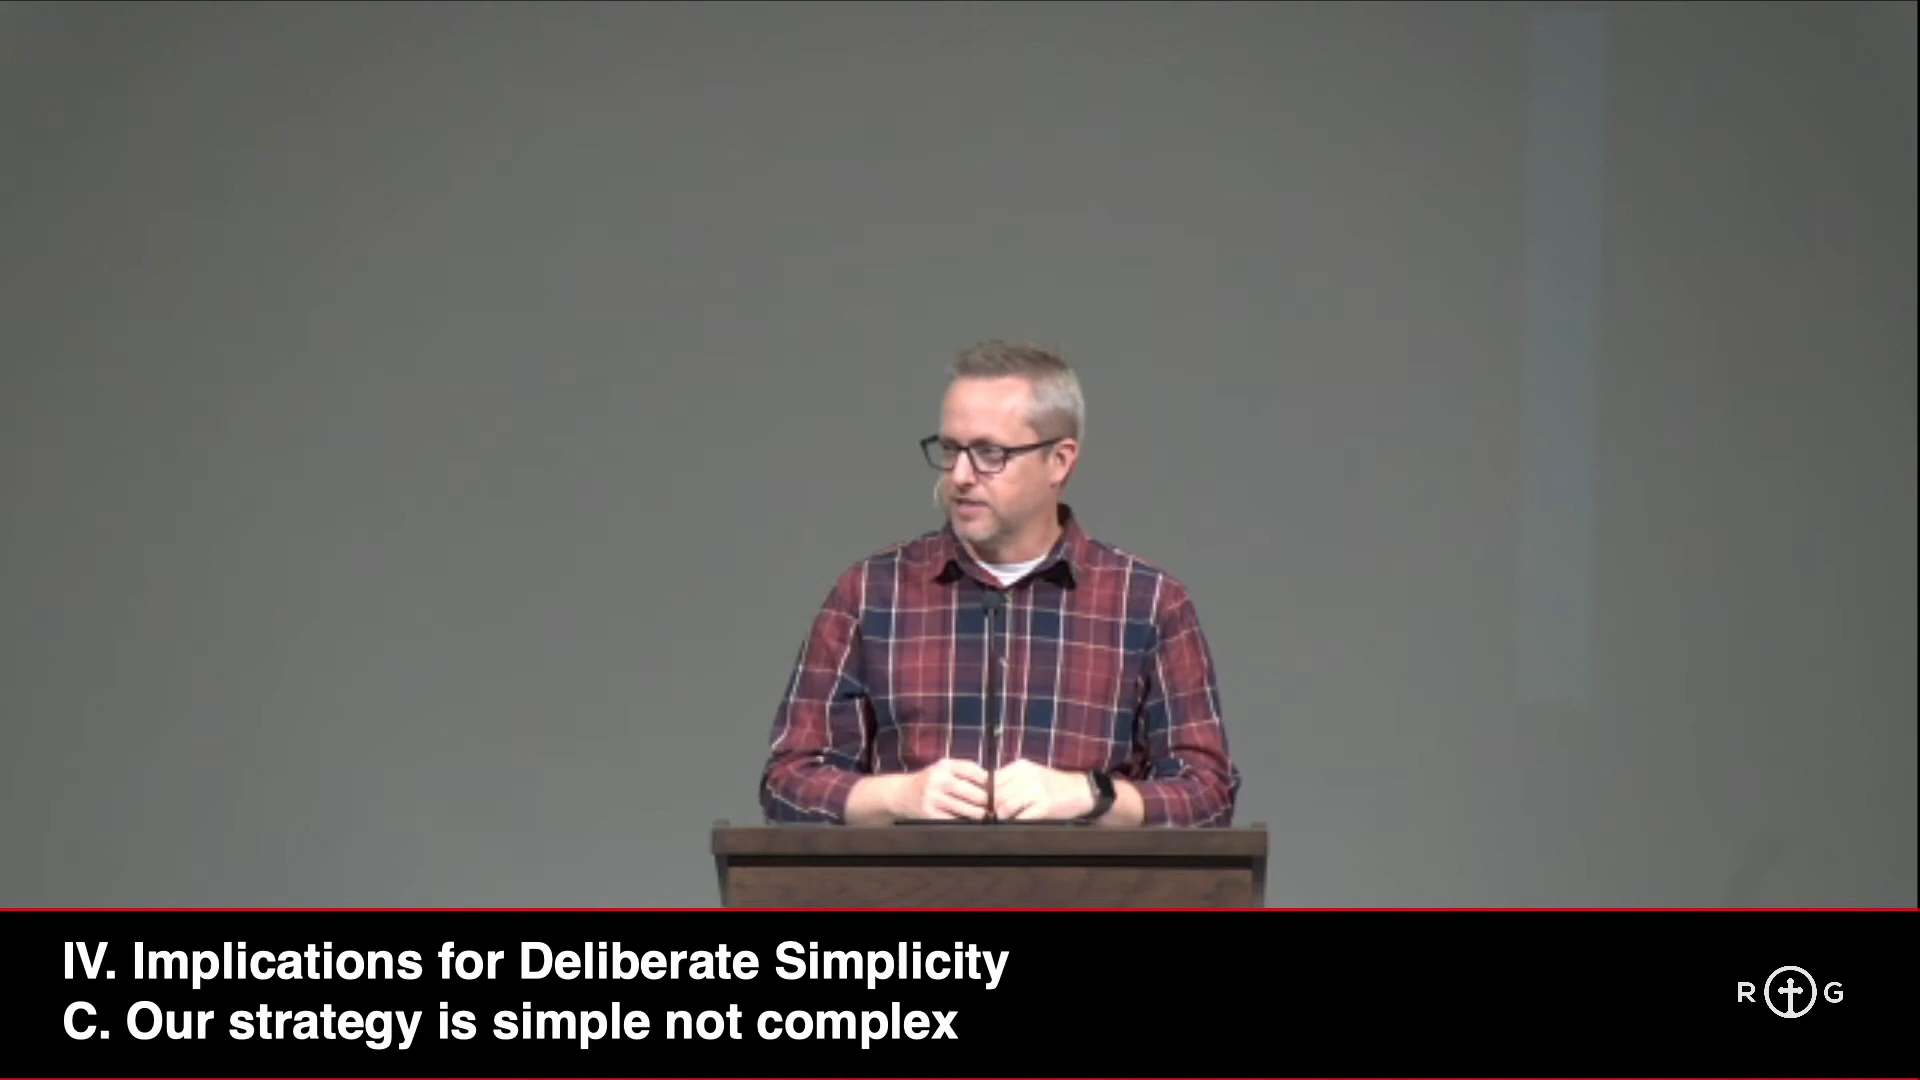 IV. Implications for Deliberate Simplicity
C. Our strategy is simple not complex
R G